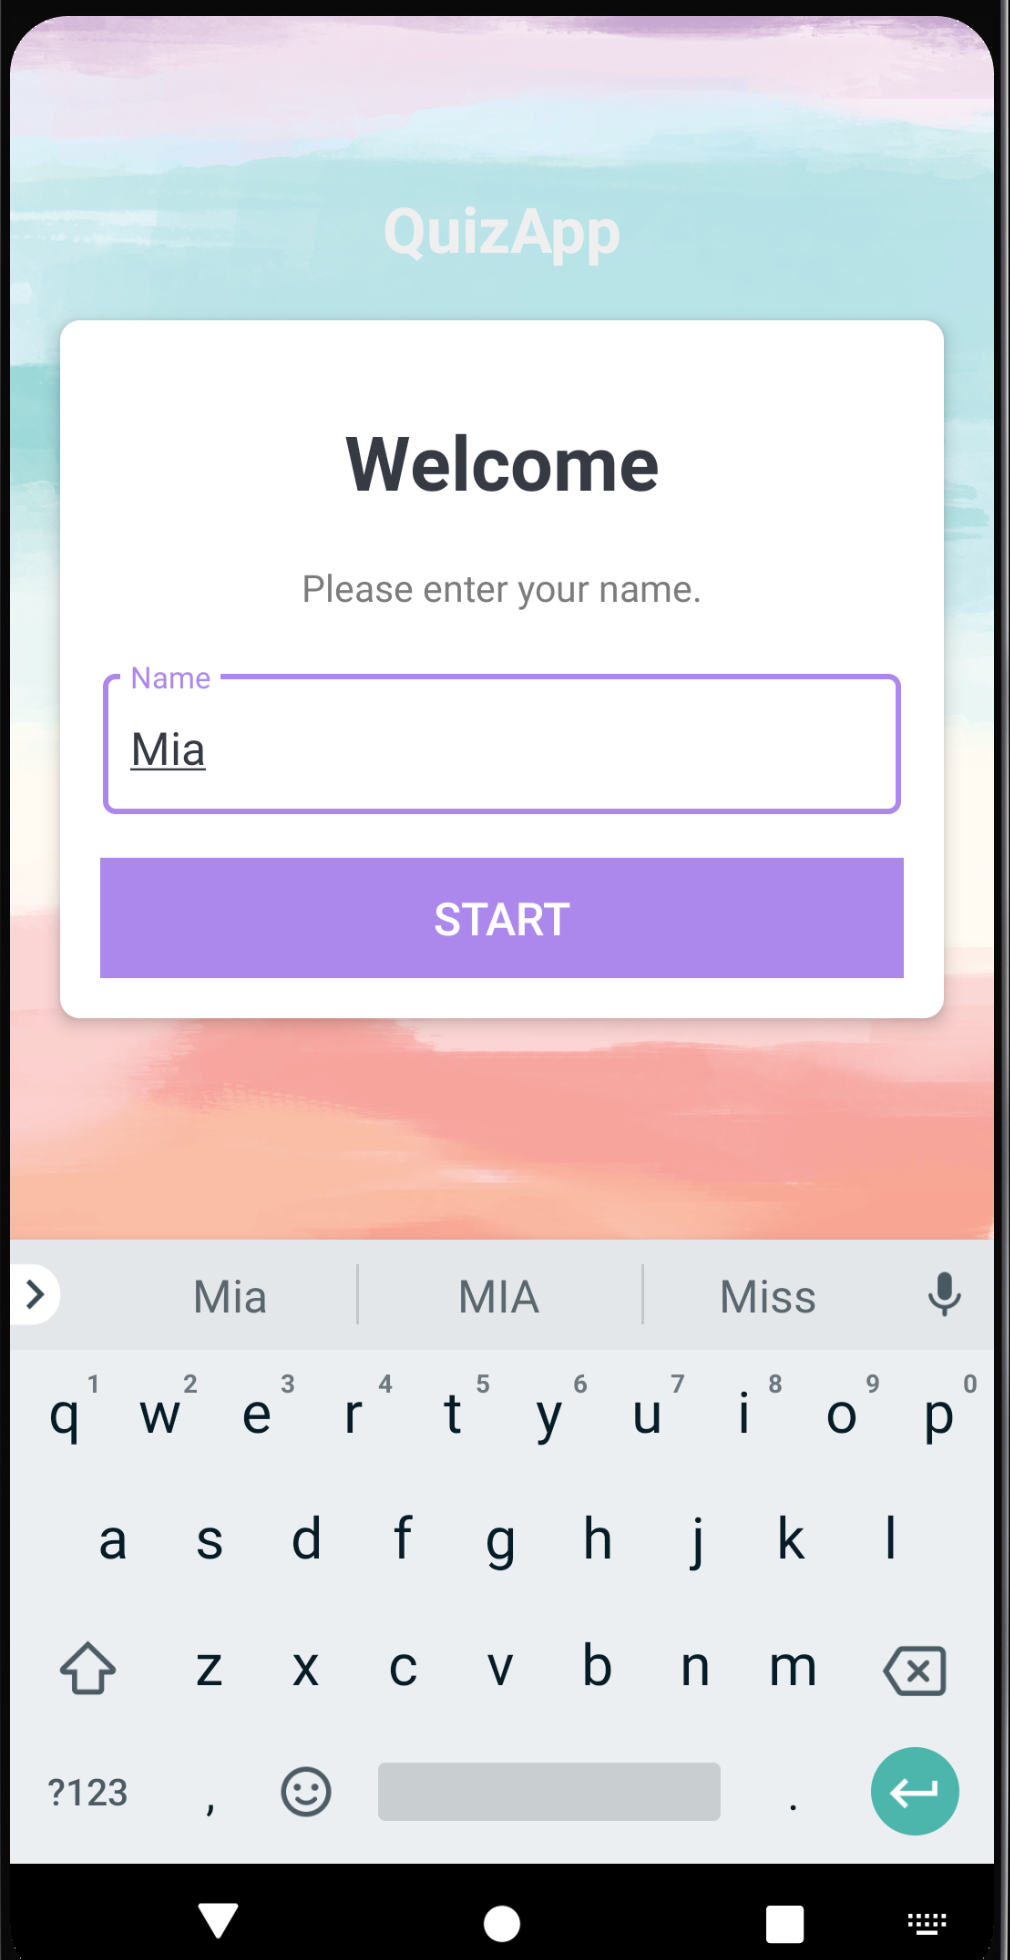 QuizApp
Welcome
Please enter your name.
Name
Mia
START
Mia MIA Miss
1 2 3 4 5 6 7 8 9 0
q w e r t y u i o p
a s d f g h j k l
z x c v b n m
?123 , .